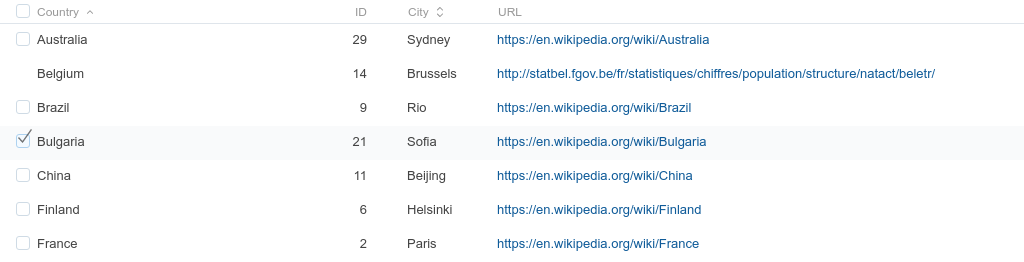 Country ID City URL
Australia 29 Sydney https://en.wikipedia.org/wiki/Australia
Belgium 14 Brussels http://statbel.fgov.be/fr/statistiques/chiffres/population/structure/natact/beletr/
Brazil 9 Rio https://en.wikipedia.org/wiki/Brazil
Bulgaria 21 Sofia https://en.wikipedia.org/wiki/Bulgaria
China 11 Beijing https://en.wikipedia.org/wiki/China
Finland 6 Helsinki https://en.wikipedia.org/wiki/Finland
France 2 Paris https://en.wikipedia.org/wiki/France